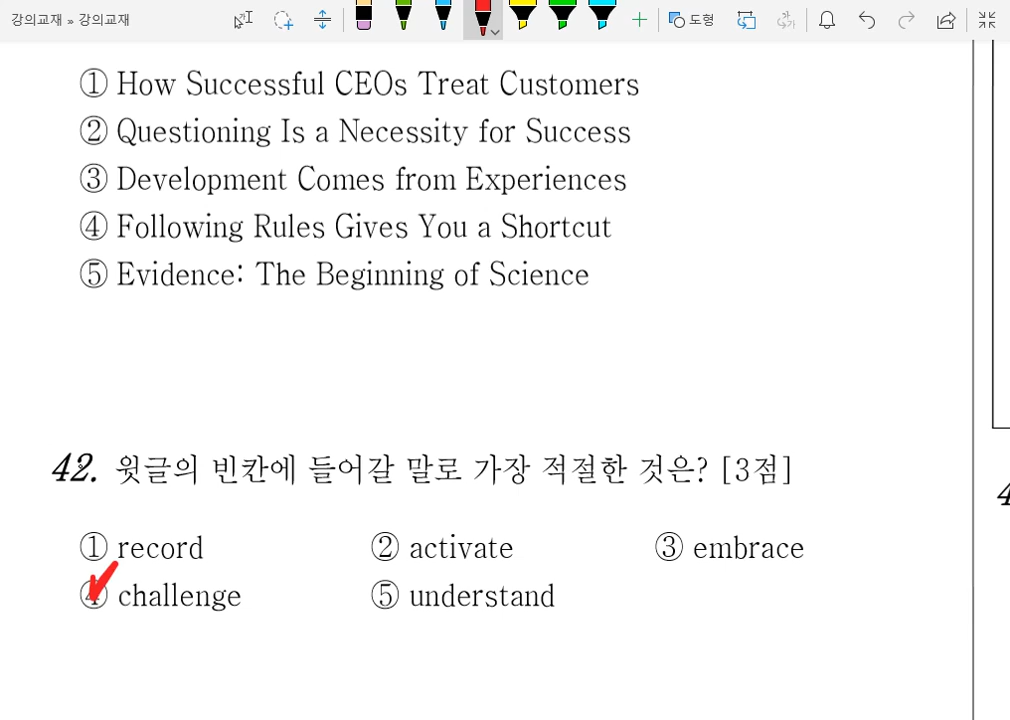 강의교재 » 강의교재
도형
① How Successful CEOs Treat Customers
② Questioning Is a Necessity for Success
③ Development Comes from Experiences
④ Following Rules Gives You a Shortcut
⑤ Evidence: The Beginning of Science
42. 윗글의 빈칸에 들어갈 말로 가장 적절한 것은? [3점]
① record ② activate ③ embrace
④ challenge ⑤ understand